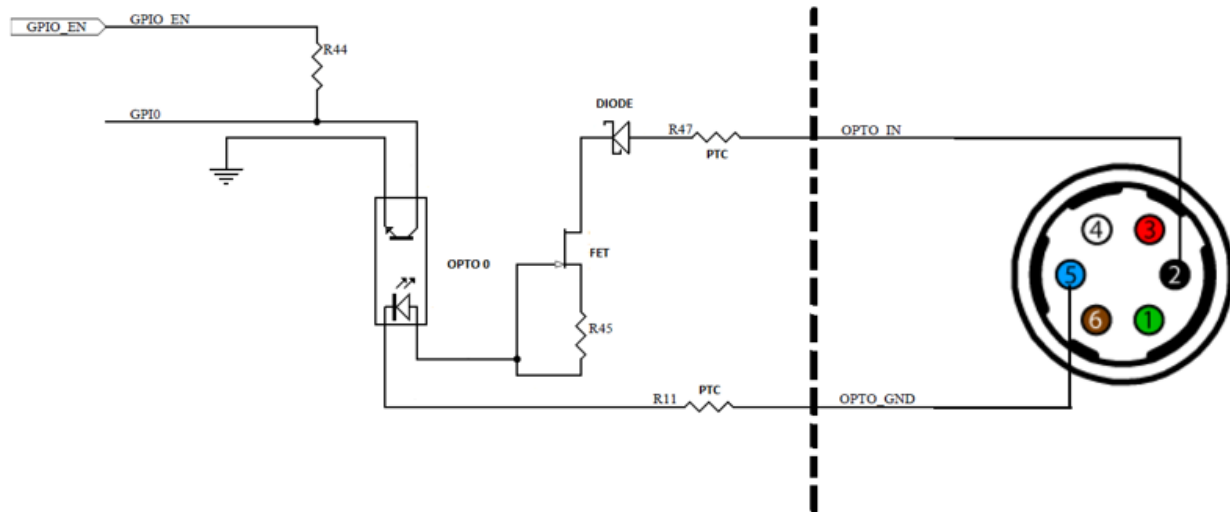 GPIO_EN
GPIO_EN
R44
GPI0
DIODE
R47
PTC
OPTO_IN
OPTO 0
FET
R45
R11
PTC
OPTO_GND
4
3
5
2
6
1